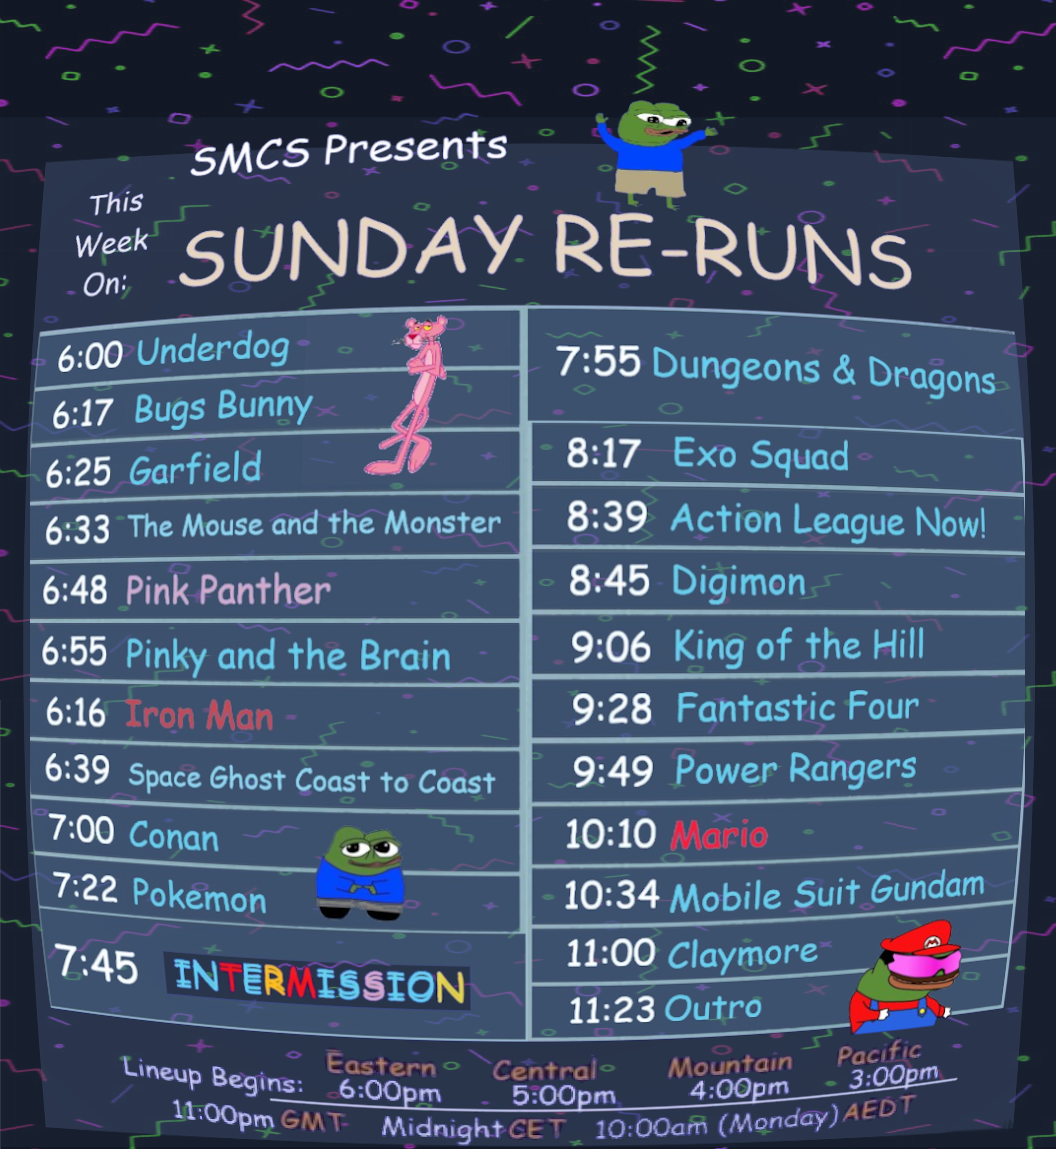 SMCS Presents
This
Week
On:
SUNDAY RE-RUNS
6:00 Underdog
6:17 Bugs Bunny
6:25 Garfield
6:33 The Mouse and the Monster
6:48 Pink Panther
6:55 Pinky and the Brain
6:16 Iron Man
6:39 Space Ghost Coast to Coast
7:00 Conan
7:22 Pokemon
7:45 INTERMISSION
7:55 Dungeons & Dragons
8:17 Exo Squad
8:39 Action League Now!
8:45 Digimon
9:06 King of the Hill
9:28 Fantastic Four
9:49 Power Rangers
10:10 Mario
10:34 Mobile Suit Gundam
11:00 Claymore
11:23 Outro
M
Lineup Begins: Eastern Central Mountain Pacific
6:00pm 5:00pm 4:00pm 3:00pm
11:00pm GMT Midnight CET 10:00am (Monday) AEDT